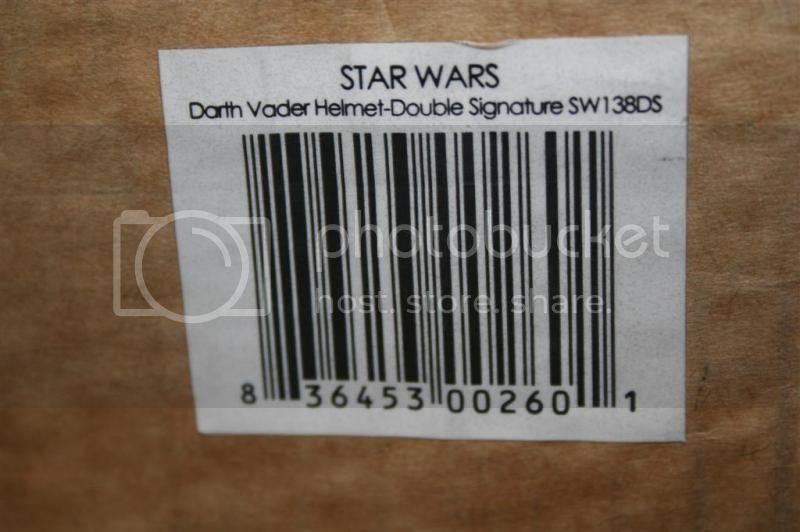 STAR WARS
Darth Vader Helmet-Double Signature SW138DS
photobucket
host. store. share.
8 36453 00260 1